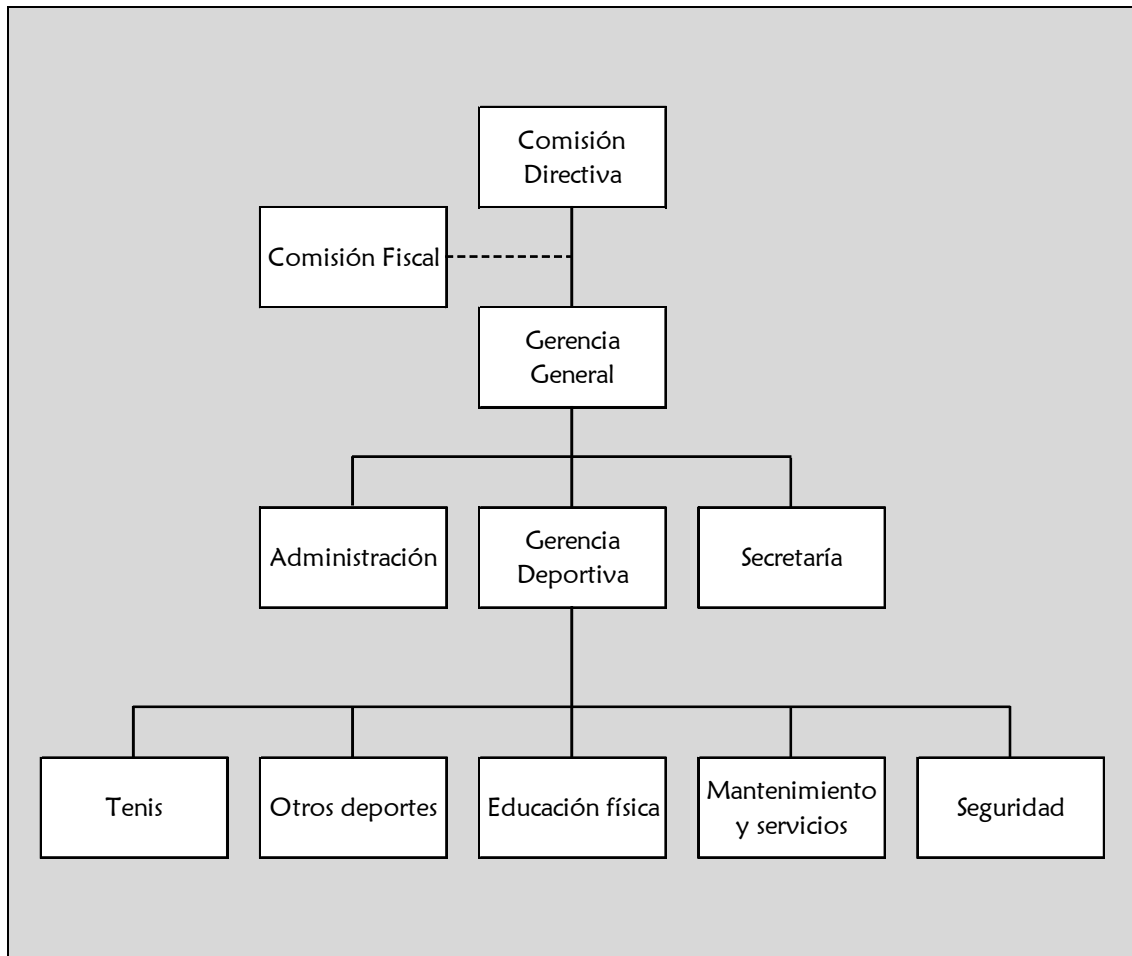 Comisión
Directiva
Comisión Fiscal
Gerencia
General
Administración
Gerencia
Deportiva
Secretaría
Tenis
Otros deportes
Educación física
Mantenimiento
y servicios
Seguridad